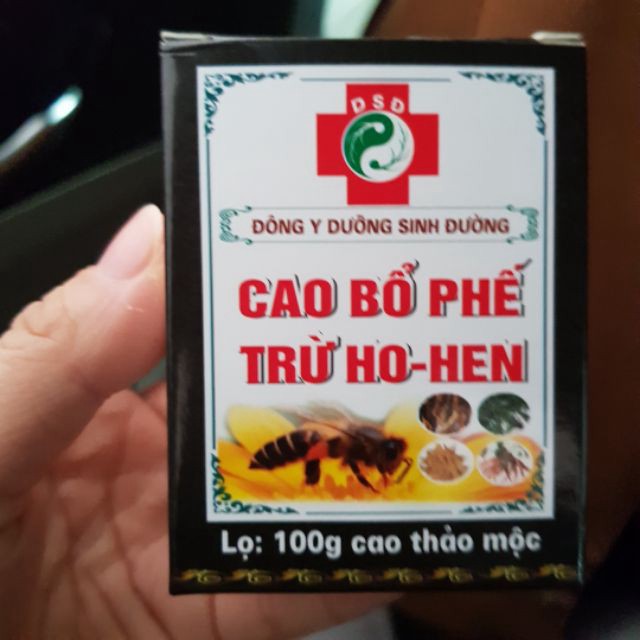 DSD
ĐÔNG Y DƯỠNG SINH ĐƯỜNG
CAO BỔ PHẾ
TRỪ HO-HEN
Lọ: 100g cao thảo mộc